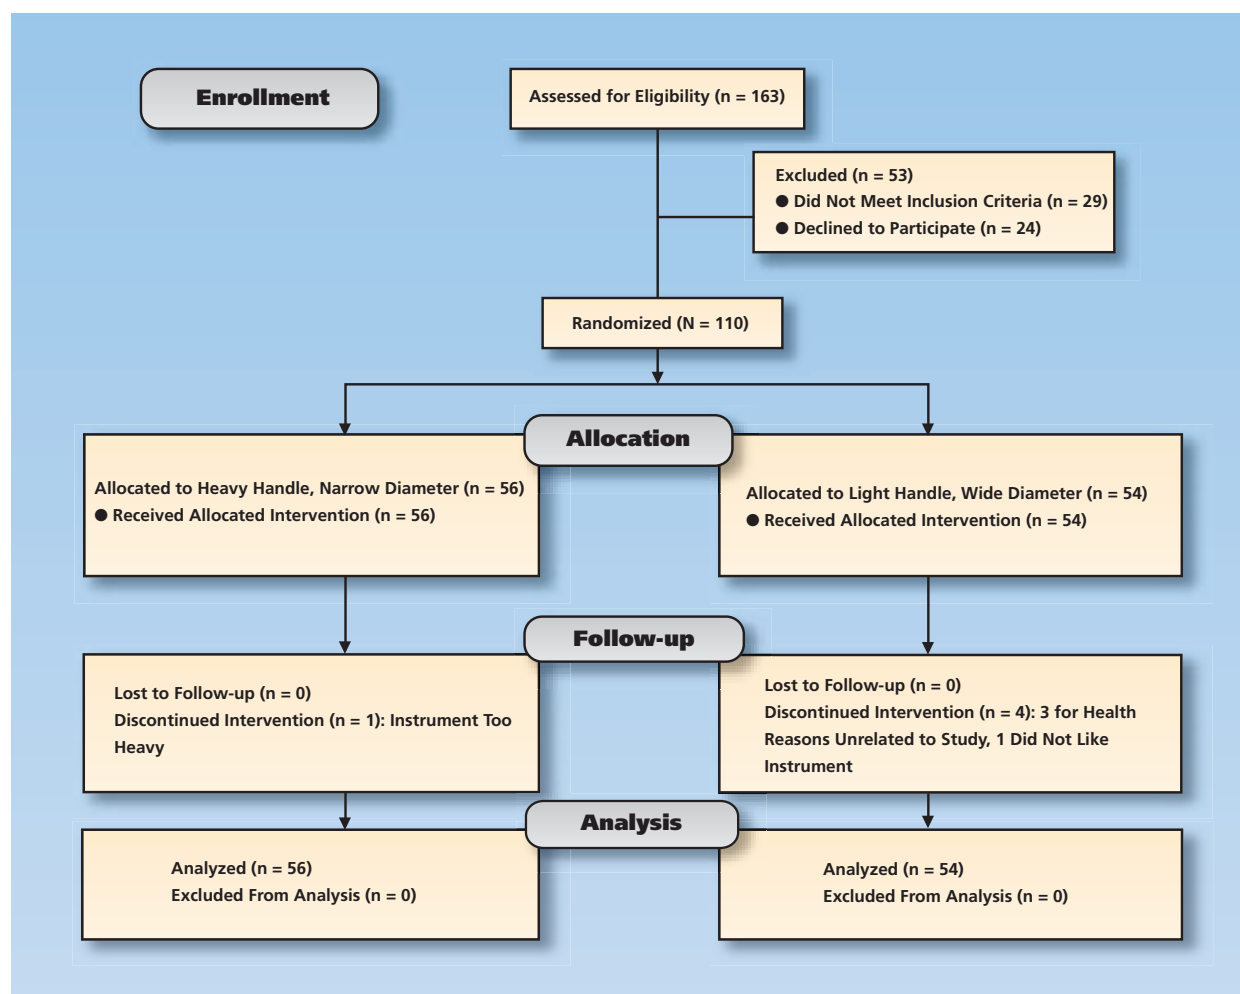 Enrollment
Assessed for Eligibility (n = 163)
Excluded (n = 53)
● Did Not Meet Inclusion Criteria (n = 29)
● Declined to Participate (n = 24)
Randomized (N = 110)
Allocation
Allocated to Heavy Handle, Narrow Diameter (n = 56)
● Received Allocated Intervention (n = 56)
Allocated to Light Handle, Wide Diameter (n = 54)
● Received Allocated Intervention (n = 54)
Follow-up
Lost to Follow-up (n = 0)
Discontinued Intervention (n = 1): Instrument Too
Heavy
Lost to Follow-up (n = 0)
Discontinued Intervention (n = 4): 3 for Health
Reasons Unrelated to Study, 1 Did Not Like
Instrument
Analysis
Analyzed (n = 56)
Excluded From Analysis (n = 0)
Analyzed (n = 54)
Excluded From Analysis (n = 0)